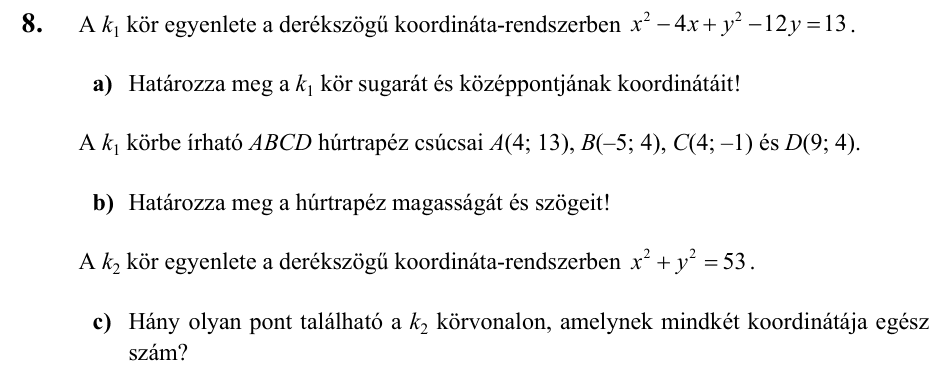 8. A k₁ kör egyenlete a derékszögű koordináta-rendszerben x² − 4x + y² − 12y = 13.
a) Határozza meg a k₁ kör sugarát és középpontjának koordinátáit!
A k₁ körbe írható ABCD húrtrapéz csúcsai A(4; 13), B(–5; 4), C(4; –1) és D(9; 4).
b) Határozza meg a húrtrapéz magasságát és szögeit!
A k₂ kör egyenlete a derékszögű koordináta-rendszerben x² + y² = 53.
c) Hány olyan pont található a k₂ körvonalon, amelynek mindkét koordinátája egész
szám?